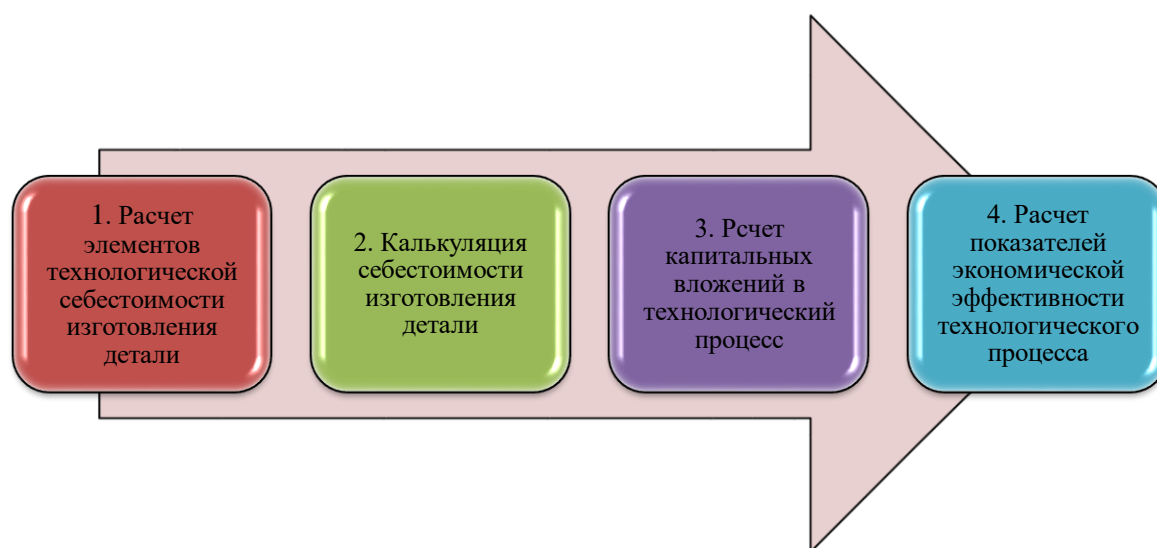 1. Расчет
элементов
технологической
себестоимости
изготовления
детали
2. Калькуляция
себестоимости
изготовления
детали
3. Рсчет
капитальных
вложений в
технологический
процесс
4. Расчет
показателей
экономической
эффективности
технологического
процесса